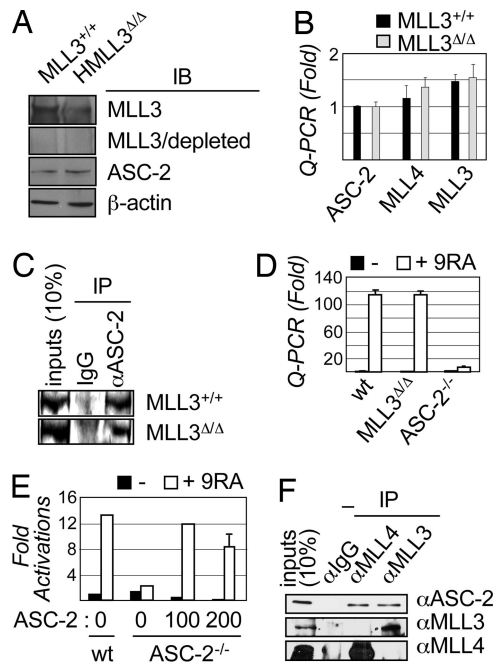 A
MLL3+/+
HMLL3Δ/Δ
IB
MLL3
MLL3/depleted
ASC-2
β-actin
B
MLL3+/+
MLL3Δ/Δ
Q-PCR (Fold)
1
0
ASC-2
MLL4
MLL3
C
inputs (10%)
IP
IgG
αASC-2
MLL3+/+
MLL3Δ/Δ
D
- + 9RA
Q-PCR (Fold)
120
100
80
60
40
20
wt
MLL3Δ/Δ
ASC-2-/-
E
- + 9RA
Fold
Activations
16
12
8
4
ASC-2 : 0 0 100 200
wt ASC-2-/-
F
– IP
inputs
(10%)
αIgG
αMLL4
αMLL3
αASC-2
αMLL3
αMLL4